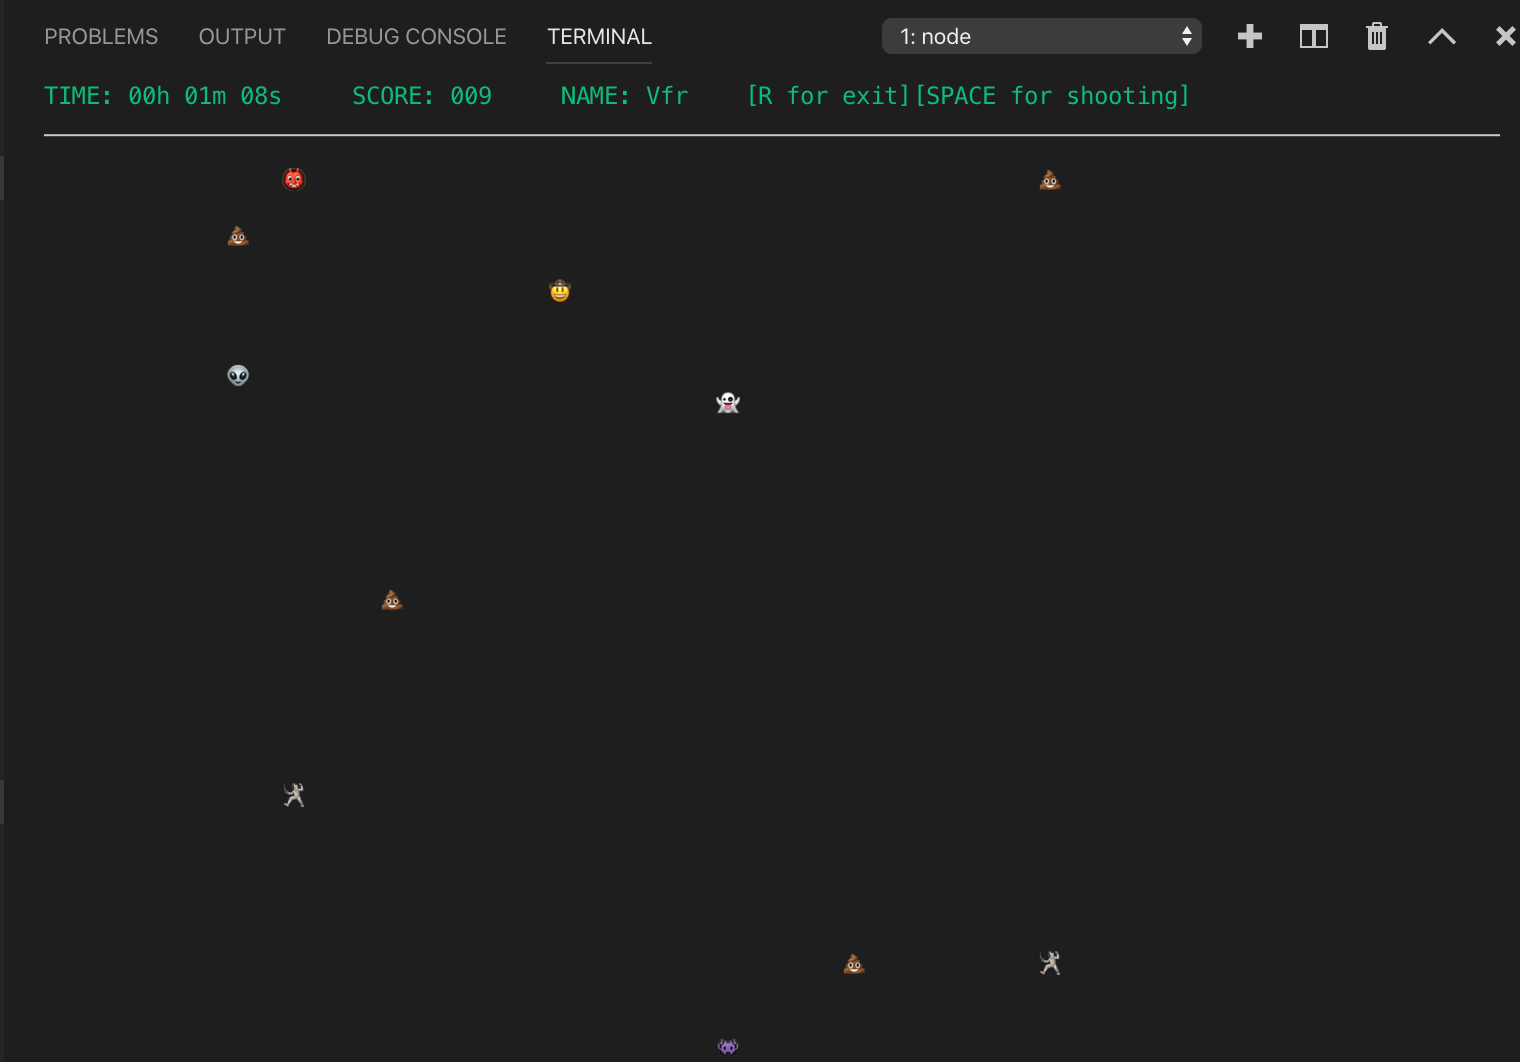 PROBLEMS OUTPUT DEBUG CONSOLE TERMINAL 1: node
TIME: 00h 01m 08s SCORE: 009 NAME: Vfr [R for exit][SPACE for shooting]